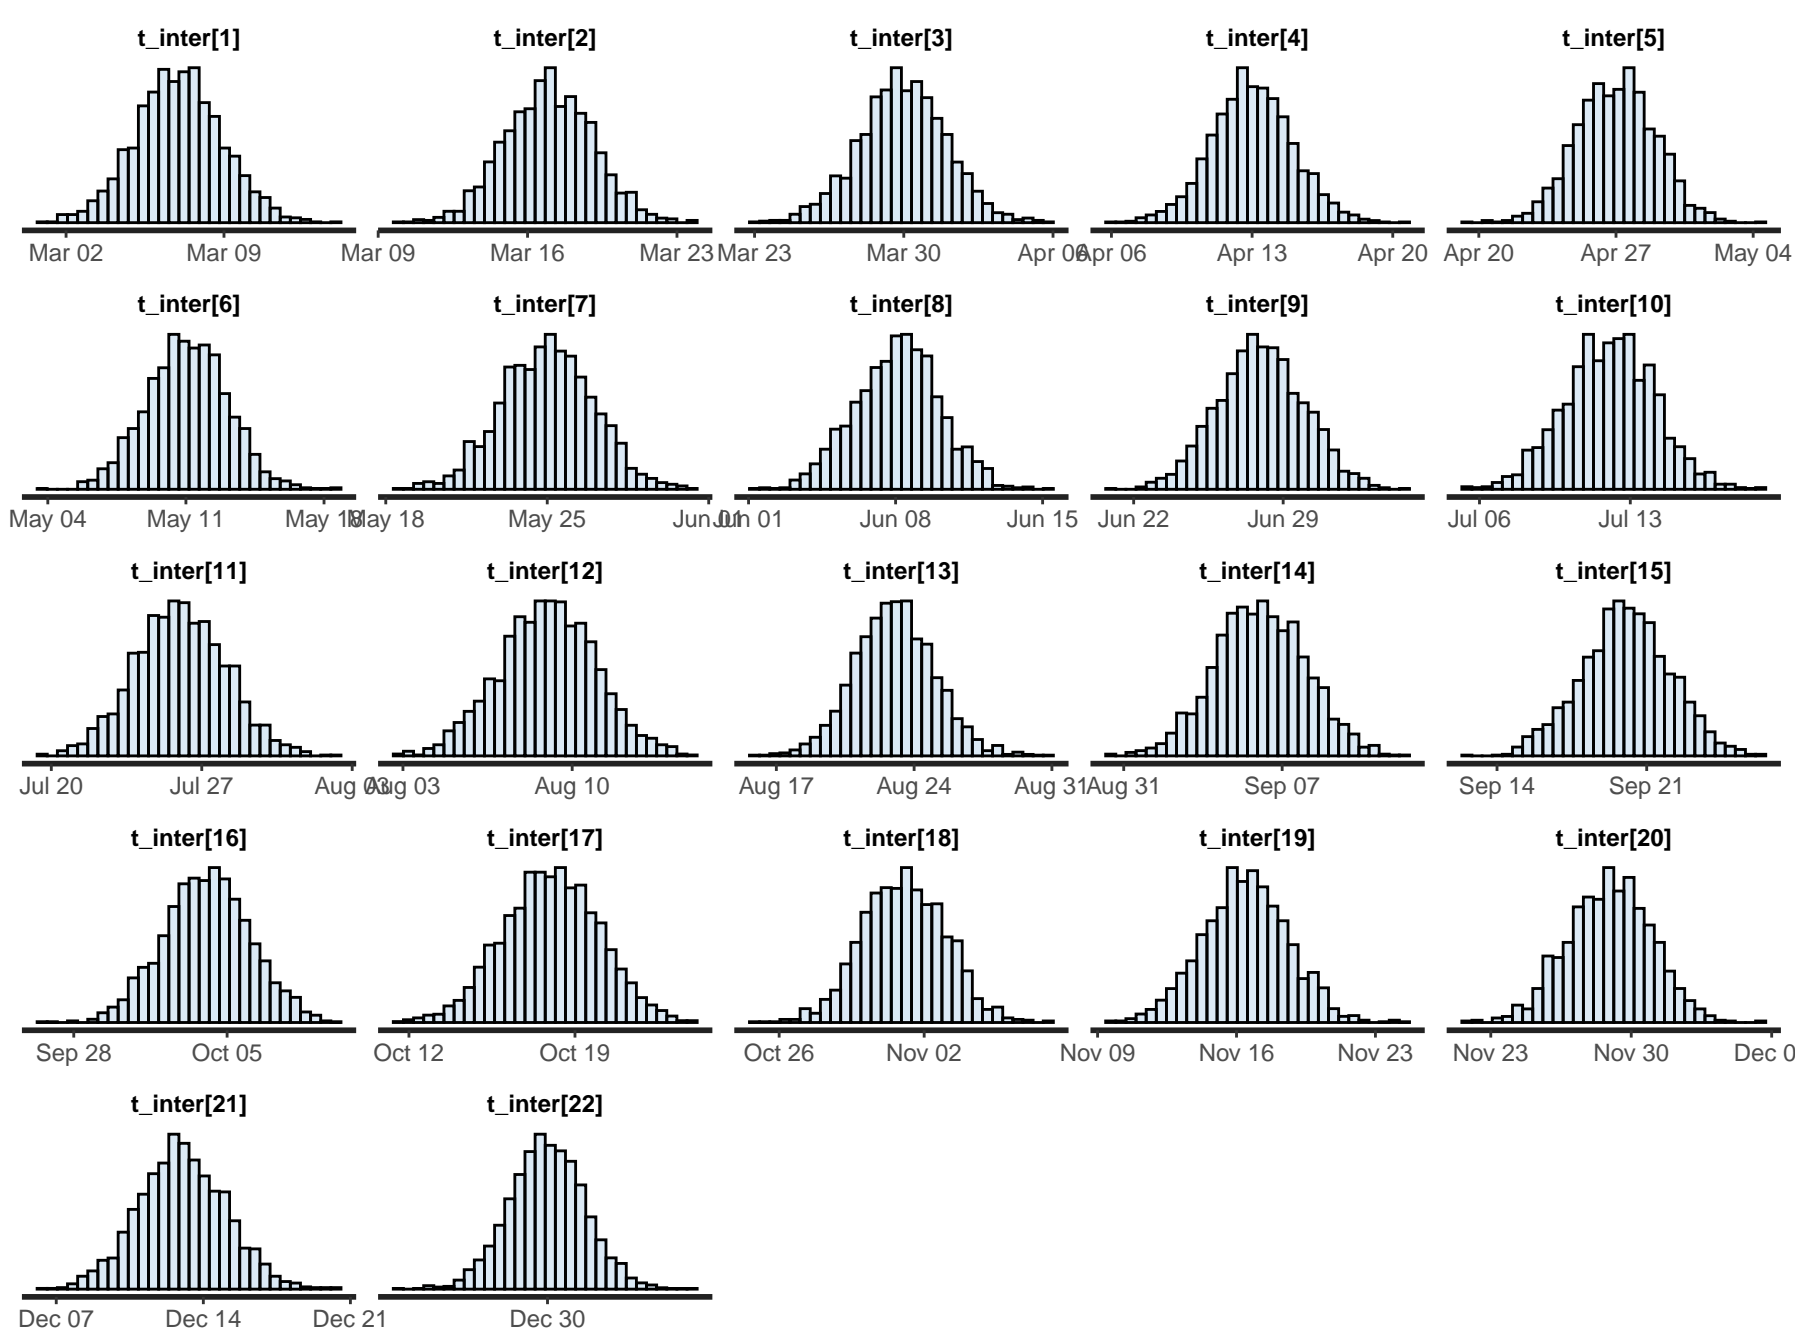 t_inter[1] t_inter[2] t_inter[3] t_inter[4] t_inter[5]
Mar 02 Mar 09 Mar 09 Mar 16 Mar 23 Mar 23 Mar 30 Apr 06 Apr 06 Apr 13 Apr 20 Apr 20 Apr 27 May 04
t_inter[6] t_inter[7] t_inter[8] t_inter[9] t_inter[10]
May 04 May 11 May 18 May 18 May 25 Jun 01 Jun 01 Jun 08 Jun 15 Jun 22 Jun 29 Jul 06 Jul 13
t_inter[11] t_inter[12] t_inter[13] t_inter[14] t_inter[15]
Jul 20 Jul 27 Aug 03 Aug 03 Aug 10 Aug 17 Aug 24 Aug 31 Aug 31 Sep 07 Sep 14 Sep 21
t_inter[16] t_inter[17] t_inter[18] t_inter[19] t_inter[20]
Sep 28 Oct 05 Oct 12 Oct 19 Oct 26 Nov 02 Nov 09 Nov 16 Nov 23 Nov 23 Nov 30 Dec 0
t_inter[21] t_inter[22]
Dec 07 Dec 14 Dec 21 Dec 30